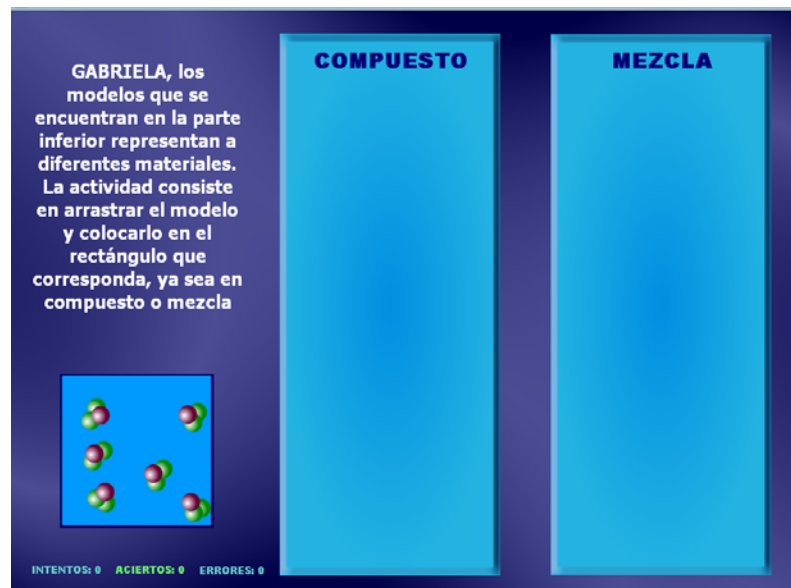 GABRIELA, los
modelos que se
encuentran en la parte
inferior representan a
diferentes materiales.
La actividad consiste
en arrastrar el modelo
y colocarlo en el
rectángulo que
corresponda, ya sea en
compuesto o mezcla
INTENTOS: 0 ACIERTOS: 0 ERRORES: 0
COMPUESTO
MEZCLA